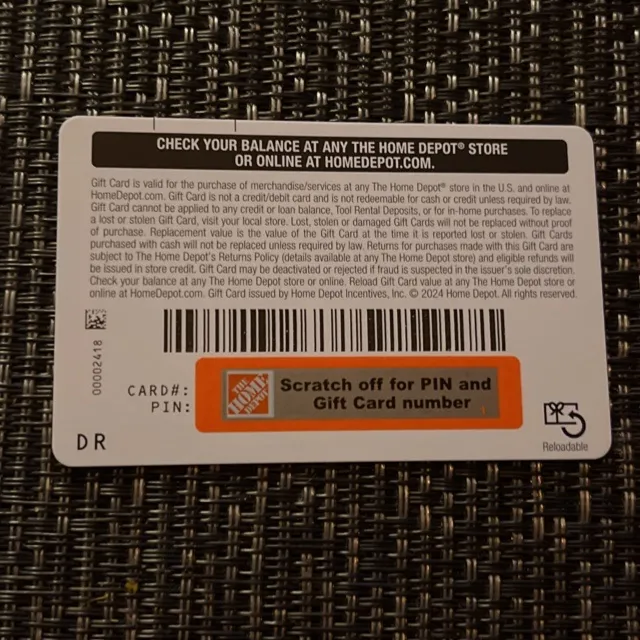 CHECK YOUR BALANCE AT ANY THE HOME DEPOT® STORE
OR ONLINE AT HOMEDEPOT.COM.
Gift Card is valid for the purchase of merchandise/services at any The Home Depot® store in the U.S. and online at
HomeDepot.com. Gift Card is not a credit/debit card and is not redeemable for cash or credit unless required by law.
Gift Card cannot be applied to any credit or loan balance, Tool Rental Deposits, or for in-home purchases. To replace
a lost or stolen Gift Card, visit your local store. Lost, stolen or damaged Gift Cards will not be replaced without proof
of purchase. Replacement value is the value of the Gift Card at the time it is reported lost or stolen. Gift Cards
purchased with cash will not be replaced unless required by law. Returns for purchases made with this Gift Card are
subject to The Home Depot's Returns Policy (details available at any The Home Depot store) and eligible refunds will
be issued in store credit. Gift Card may be deactivated or rejected if fraud is suspected in the issuer's sole discretion.
Check your balance at any The Home Depot store or online. Reload Gift Card value at any The Home Depot store or
online at HomeDepot.com. Gift Card issued by Home Depot Incentives, Inc. © 2024 Home Depot. All rights reserved.
00002418
CARD#:
PIN:
THE
HOME
DEPOT
Scratch off for PIN and
Gift Card number
1
DR
Reloadable